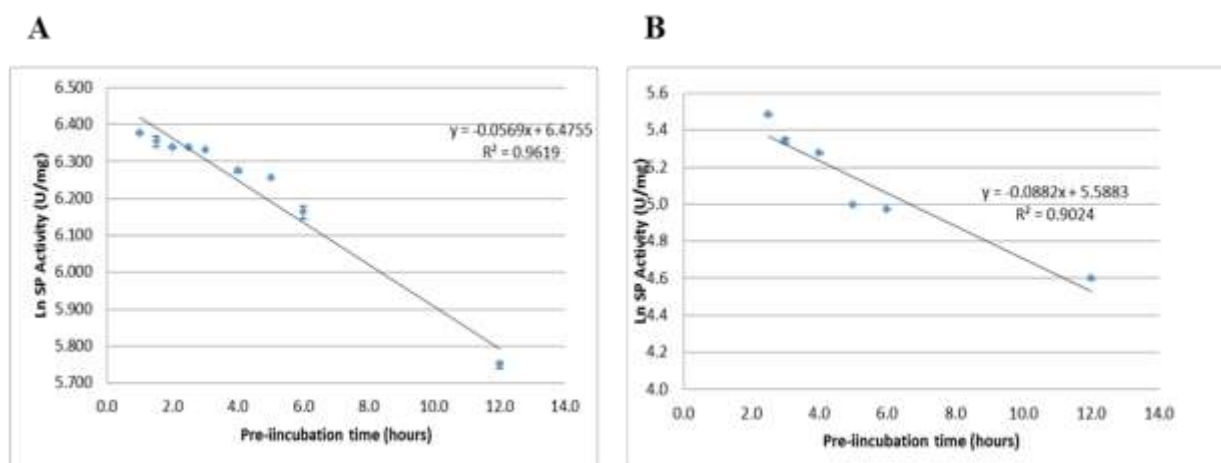 A
B
6.500
6.400
6.300
6.200
6.100
6.000
5.900
5.800
5.700
Ln SP Activity (U/mg)
y = -0.0569x + 6.4755
R² = 0.9619
0.0 2.0 4.0 6.0 8.0 10.0 12.0 14.0
Pre-iincubation time (hours)
5.6
5.4
5.2
5.0
4.8
4.6
4.4
4.2
4.0
Ln SP Activity (U/mg)
y = -0.0882x + 5.5883
R² = 0.9024
0.0 2.0 4.0 6.0 8.0 10.0 12.0 14.0
Pre-iincubation time (hours)